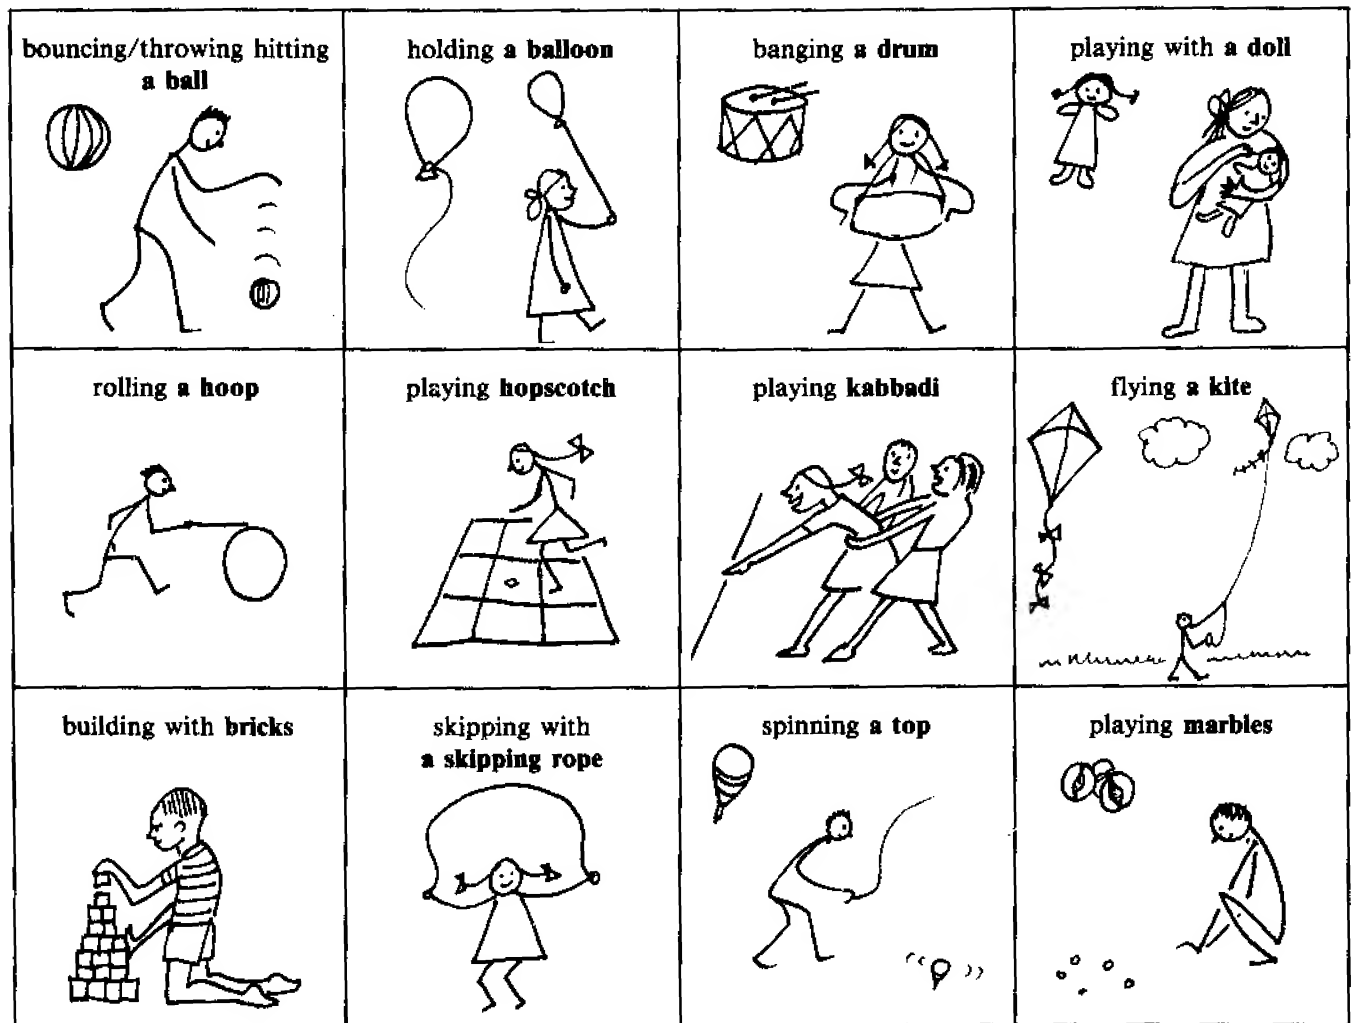 bouncing/throwing hitting
a ball
holding a balloon
banging a drum
playing with a doll
rolling a hoop
playing hopscotch
playing kabbadi
flying a kite
building with bricks
skipping with
a skipping rope
spinning a top
playing marbles